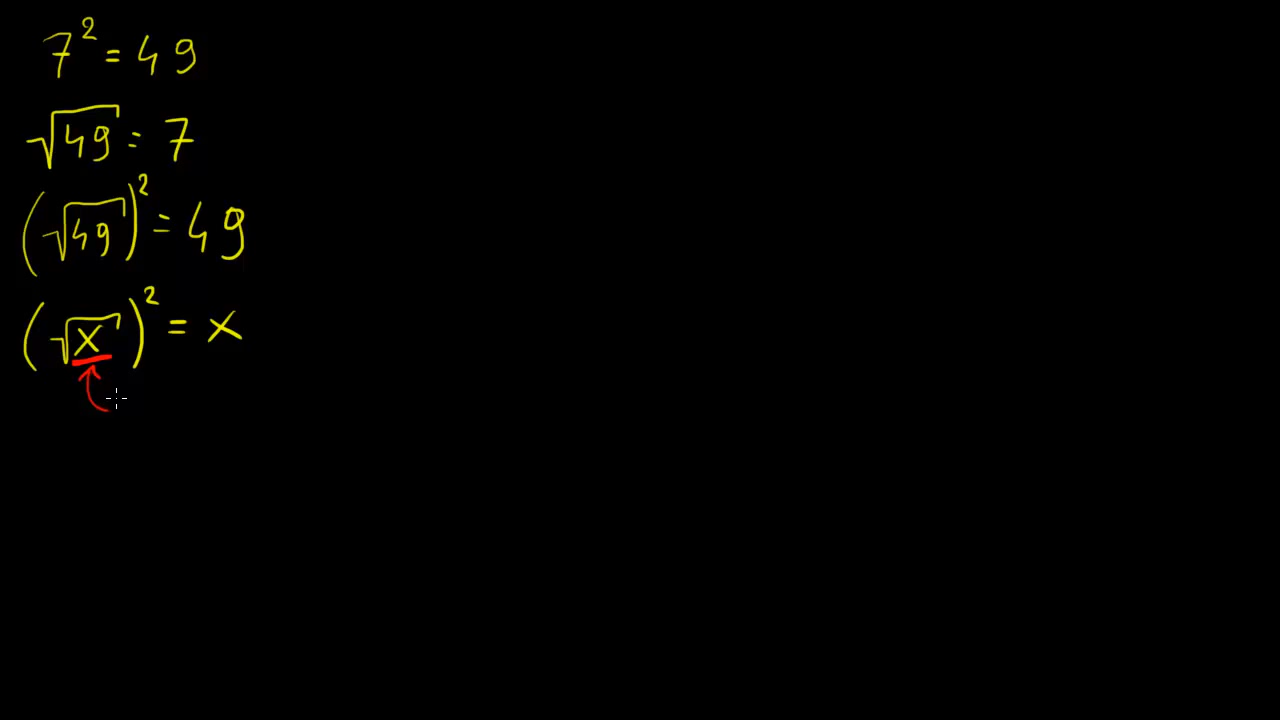 7² = 49
√49 = 7
(√49)² = 49
(√x)² = x